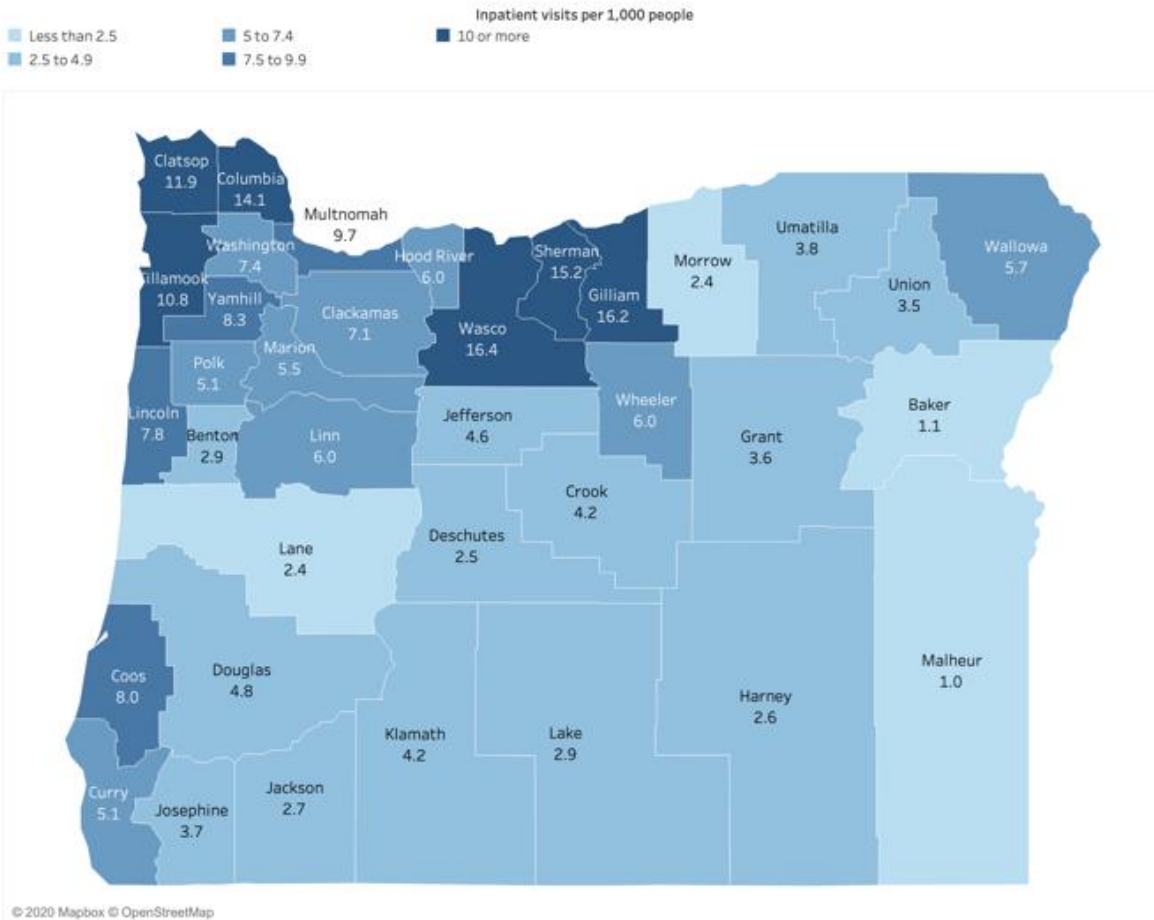 Inpatient visits per 1,000 people
Less than 2.5
5 to 7.4
10 or more
2.5 to 4.9
7.5 to 9.9
Clatsop
11.9
Columbia
14.1
Multnomah
9.7
Washington
7.4
Hood River
6.0
Sherman
15.2
Umatilla
3.8
Wallowa
5.7
Morrow
2.4
illamook
10.8
Yamhill
8.3
Gilliam
16.2
Union
3.5
Clackamas
7.1
Wasco
16.4
Marion
5.5
Polk
5.1
Wheeler
6.0
Baker
1.1
Lincoln
7.8
Benton
2.9
Linn
6.0
Jefferson
4.6
Grant
3.6
Crook
4.2
Lane
2.4
Deschutes
2.5
Coos
8.0
Douglas
4.8
Malheur
1.0
Harney
2.6
Klamath
4.2
Lake
2.9
Curry
5.1
Josephine
3.7
Jackson
2.7
© 2020 Mapbox © OpenStreetMap